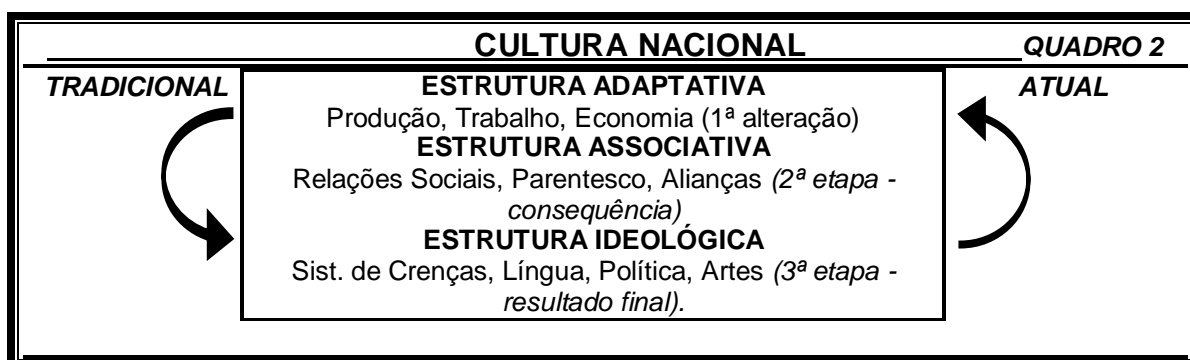 CULTURA NACIONAL QUADRO 2
TRADICIONAL ESTRUTURA ADAPTATIVA ATUAL
Produção, Trabalho, Economia (1ª alteração)
ESTRUTURA ASSOCIATIVA
Relações Sociais, Parentesco, Alianças (2ª etapa -
consequência)
ESTRUTURA IDEOLÓGICA
Sist. de Crenças, Língua, Política, Artes (3ª etapa -
resultado final).